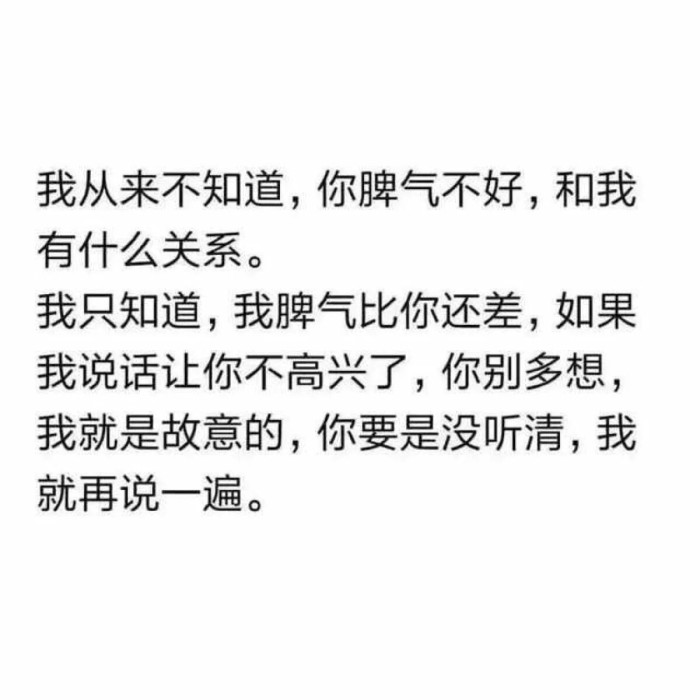 我从来不知道，你脾气不好，和我
有什么关系。
我只知道，我脾气比你还差，如果
我说话让你不高兴了，你别多想，
我就是故意的，你要是没听清，我
就再说一遍。